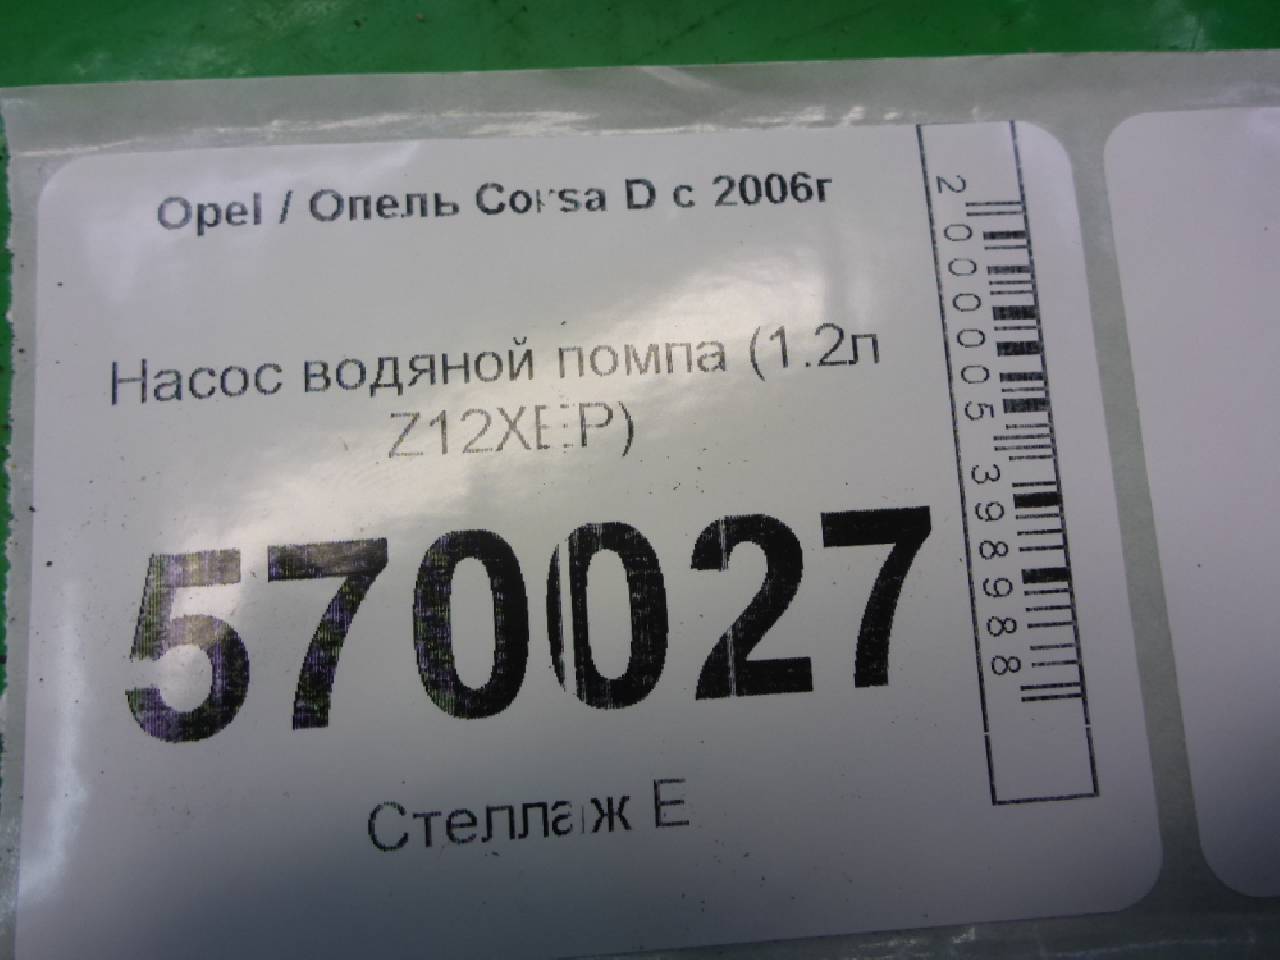 Opel / Опель Corsa D с 2006г
Насос водяной помпа (1.2л
Z12XEP)
570027
Стеллаж Е
2000005398988